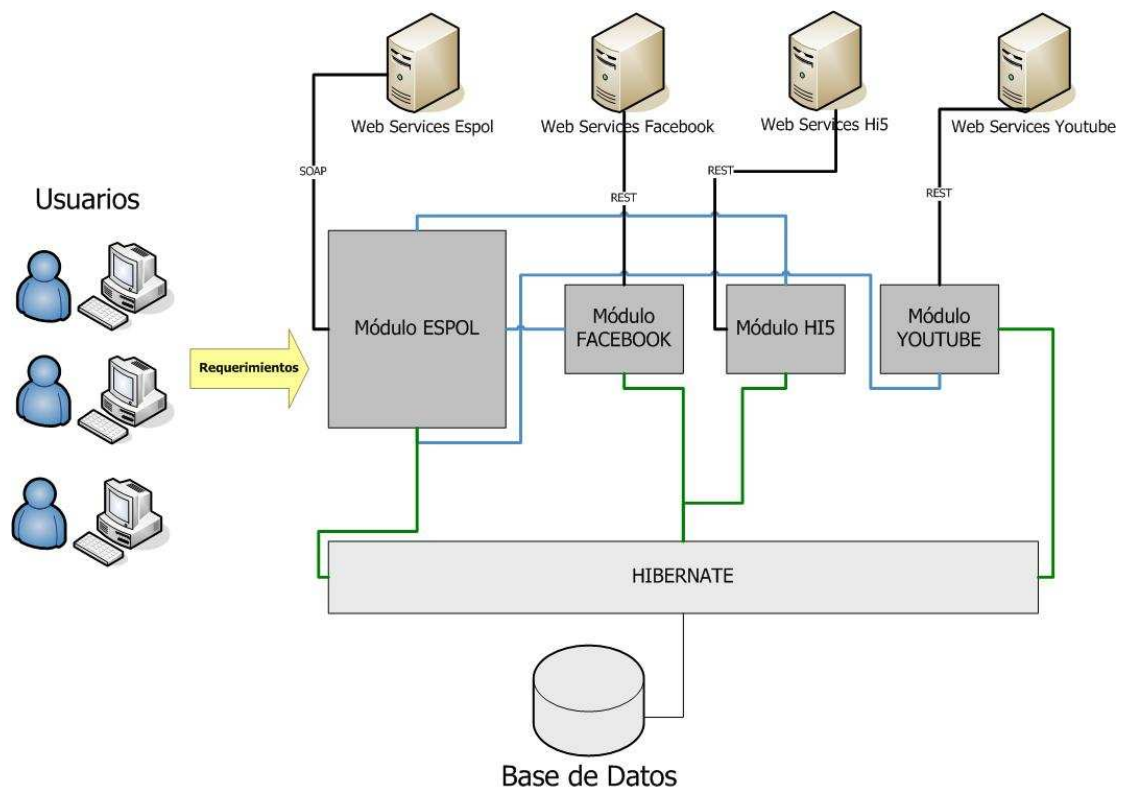 Web Services Espol
Web Services Facebook
Web Services Hi5
Web Services Youtube
SOAP
REST
REST
REST
Usuarios
Requerimientos
Módulo ESPOL
Módulo
FACEBOOK
Módulo HI5
Módulo
YOUTUBE
HIBERNATE
Base de Datos